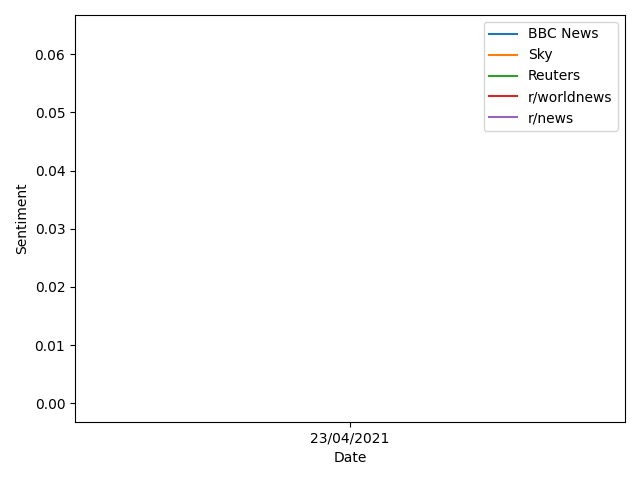 BBC News
Sky
Reuters
r/worldnews
r/news
0.06
0.05
0.04
0.03
0.02
0.01
0.00
Sentiment
23/04/2021
Date